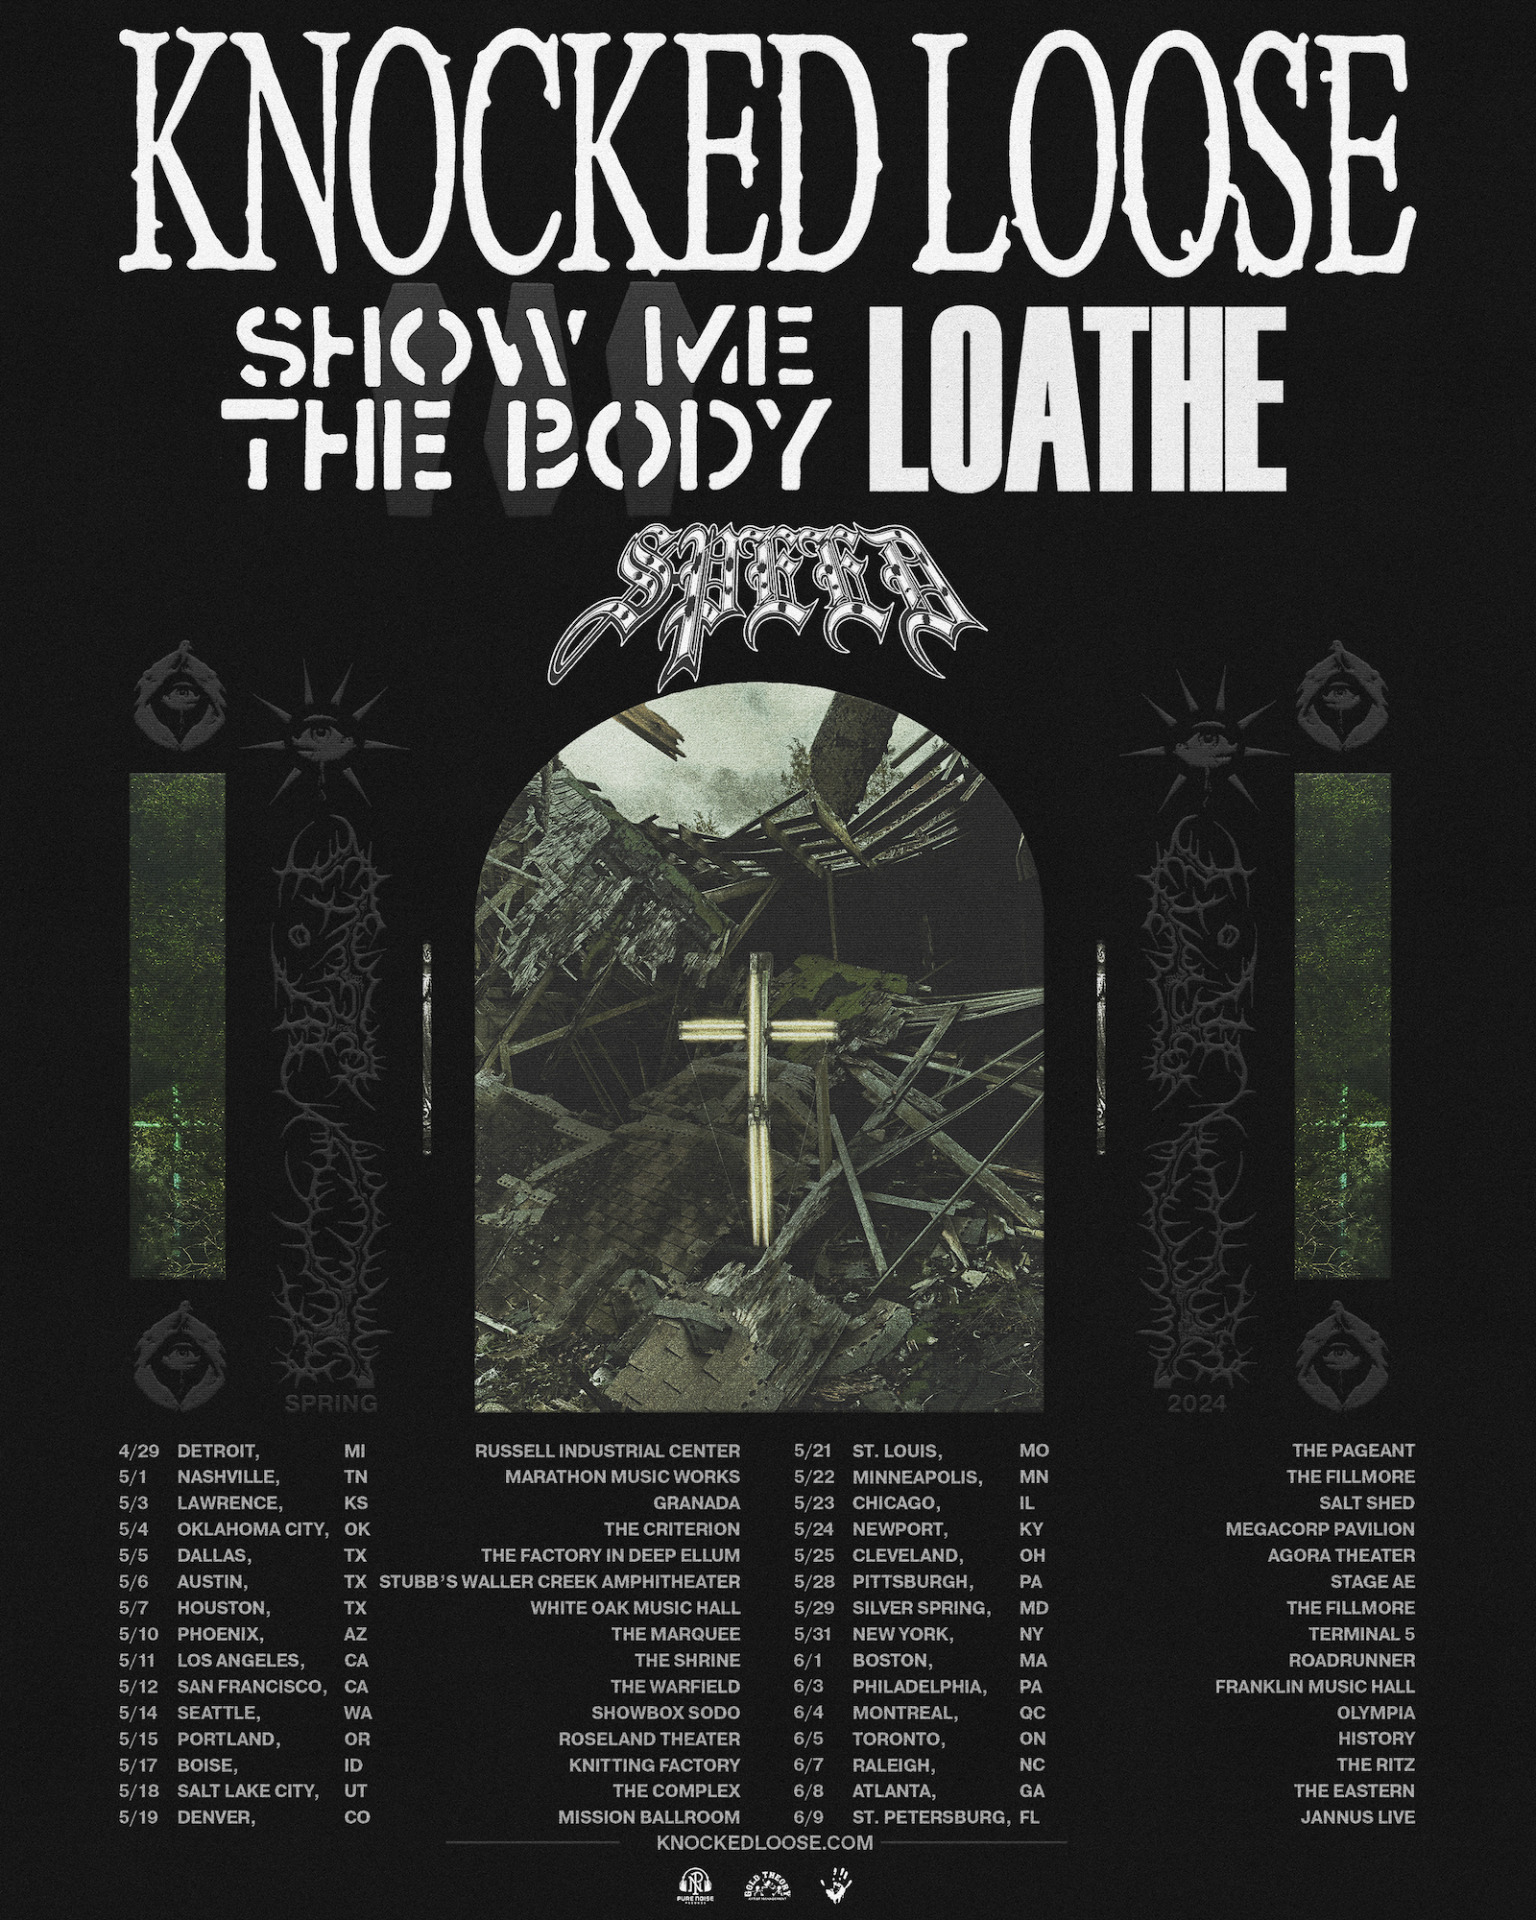 KNOCKED LOOSE
SHOW ME
THE BODY
LOATHE
SPEED
SPRING
2024
4/29 DETROIT, MI RUSSELL INDUSTRIAL CENTER
5/1 NASHVILLE, TN MARATHON MUSIC WORKS
5/3 LAWRENCE, KS GRANADA
5/4 OKLAHOMA CITY, OK THE CRITERION
5/5 DALLAS, TX THE FACTORY IN DEEP ELLUM
5/6 AUSTIN, TX STUBB'S WALLER CREEK AMPHITHEATER
5/7 HOUSTON, TX WHITE OAK MUSIC HALL
5/10 PHOENIX, AZ THE MARQUEE
5/11 LOS ANGELES, CA THE SHRINE
5/12 SAN FRANCISCO, CA THE WARFIELD
5/14 SEATTLE, WA SHOWBOX SODO
5/15 PORTLAND, OR ROSELAND THEATER
5/17 BOISE, ID KNITTING FACTORY
5/18 SALT LAKE CITY, UT THE COMPLEX
5/19 DENVER, CO MISSION BALLROOM
5/21 ST. LOUIS, MO THE PAGEANT
5/22 MINNEAPOLIS, MN THE FILLMORE
5/23 CHICAGO, IL SALT SHED
5/24 NEWPORT, KY MEGACORP PAVILION
5/25 CLEVELAND, OH AGORA THEATER
5/28 PITTSBURGH, PA STAGE AE
5/29 SILVER SPRING, MD THE FILLMORE
5/31 NEW YORK, NY TERMINAL 5
6/1 BOSTON, MA ROADRUNNER
6/3 PHILADELPHIA, PA FRANKLIN MUSIC HALL
6/4 MONTREAL, QC OLYMPIA
6/5 TORONTO, ON HISTORY
6/7 RALEIGH, NC THE RITZ
6/8 ATLANTA, GA THE EASTERN
6/9 ST. PETERSBURG, FL JANNUS LIVE
KNOCKEDLOOSE.COM
PURE NOISE
RECORDS
GOLD THEORY
ARTIST MANAGEMENT